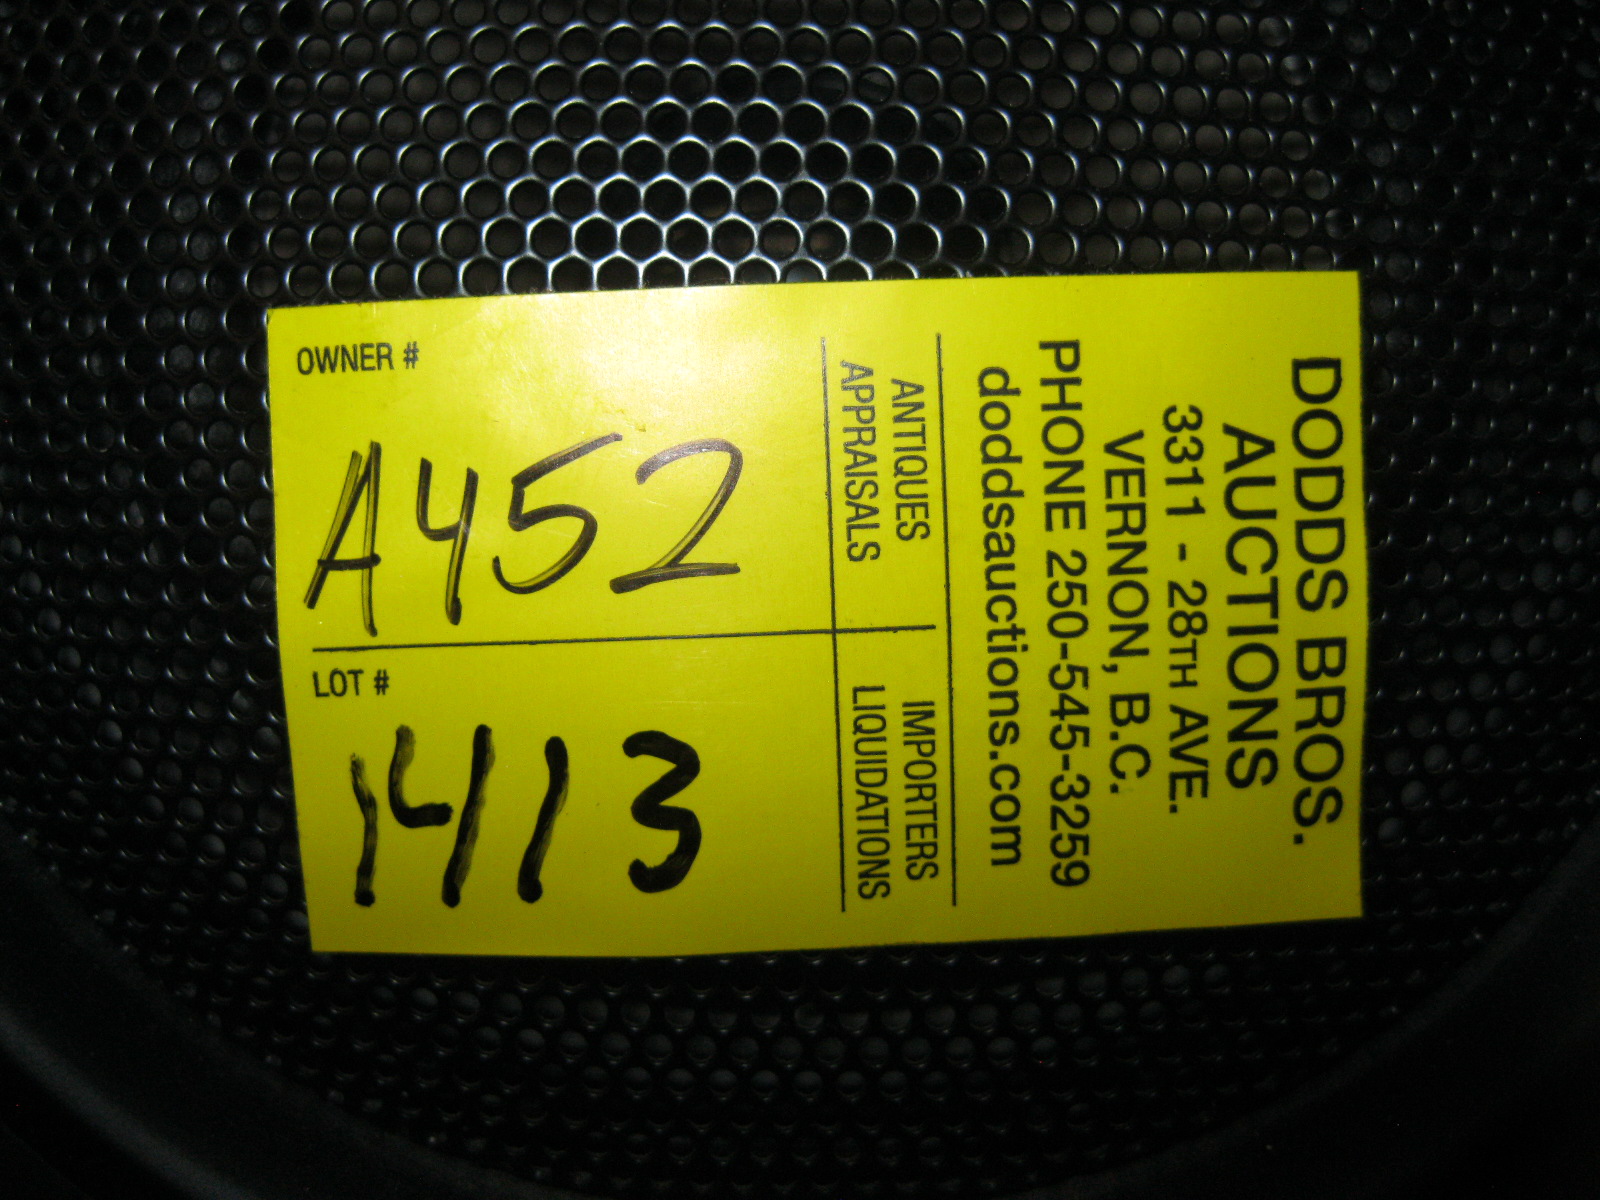 DODDS BROS.
AUCTIONS
3311 - 28TH AVE.
VERNON, B.C.
PHONE 250-545-3259
doddsauctions.com
ANTIQUES
APPRAISALS
IMPORTERS
LIQUIDATIONS
OWNER #
A452
LOT #
1413